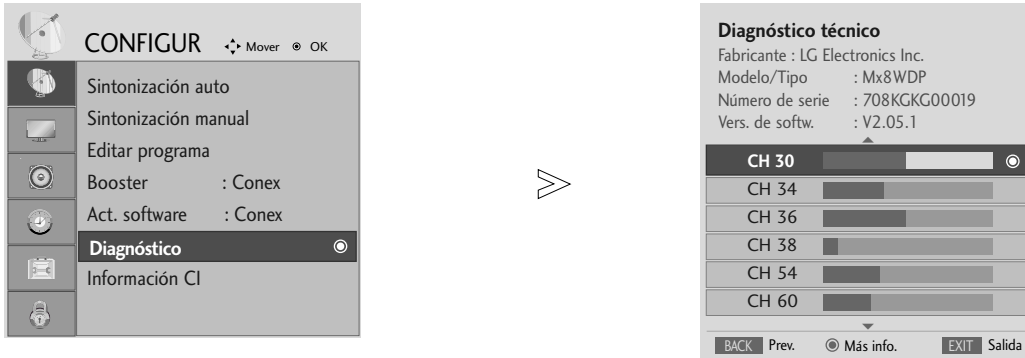 CONFIGUR Mover OK
Sintonización auto
Sintonización manual
Editar programa
Booster : Conex
Act. software : Conex
Diagnóstico
Información CI
Diagnóstico técnico
Fabricante : LG Electronics Inc.
Modelo/Tipo : Mx8WDP
Número de serie : 708KGKG00019
Vers. de softw. : V2.05.1
CH 30
CH 34
CH 36
CH 38
CH 54
CH 60
BACK Prev. Más info. EXIT Salida